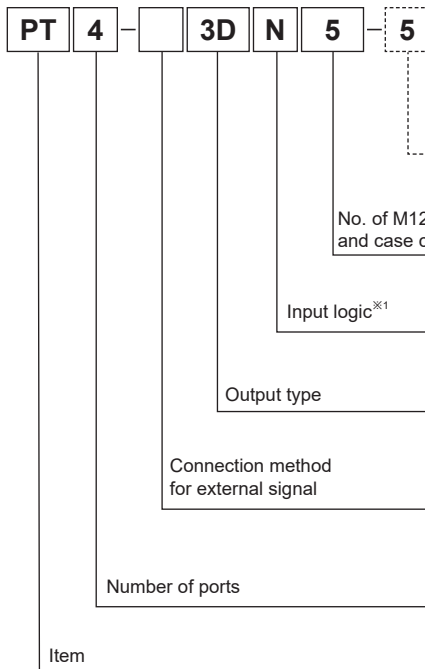 PT 4 - 3D N 5 - 5
No. of M12
and case
Input logic※1
Output type
Connection method
for external signal
Number of ports
Item